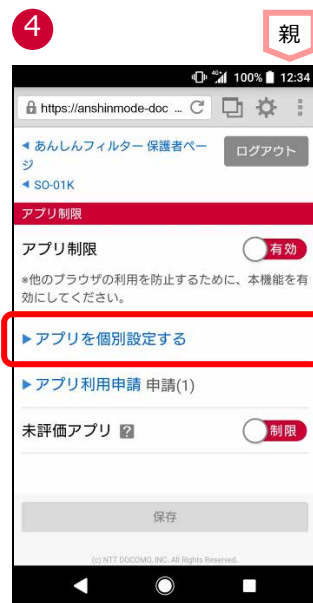 4
親
100% 12:34
https://anshinmode-doc ...
◀ あんしんフィルター 保護者ペー
ジ
ログアウト
◀ SO-01K
アプリ制限
アプリ制限
有効
※他のブラウザの利用を防止するために、本機能を有
効にしてください。
▶アプリを個別設定する
▶アプリ利用申請 申請(1)
未評価アプリ ?
制限
保存
(c) NTT DOCOMO, INC. All Rights Reserved.